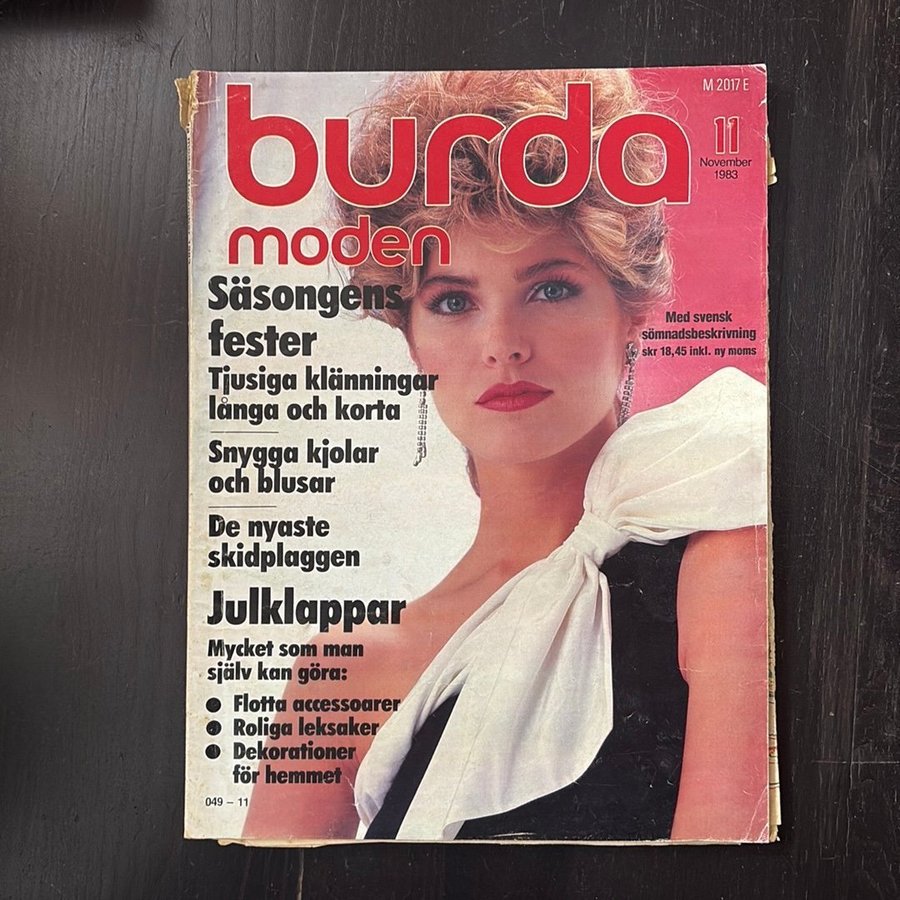 burda
moden
M 2017 E
11
November
1983
Säsongens
fester
Tjusiga klänningar
långa och korta
Snygga kjolar
och blusar
De nyaste
skidplaggen
Julklappar
Mycket som man
själv kan göra:
● Flotta accessoarer
● Roliga leksaker
● Dekorationer
för hemmet
049 – 11
Med svensk
sömnadsbeskrivning
skr 18,45 inkl. ny moms